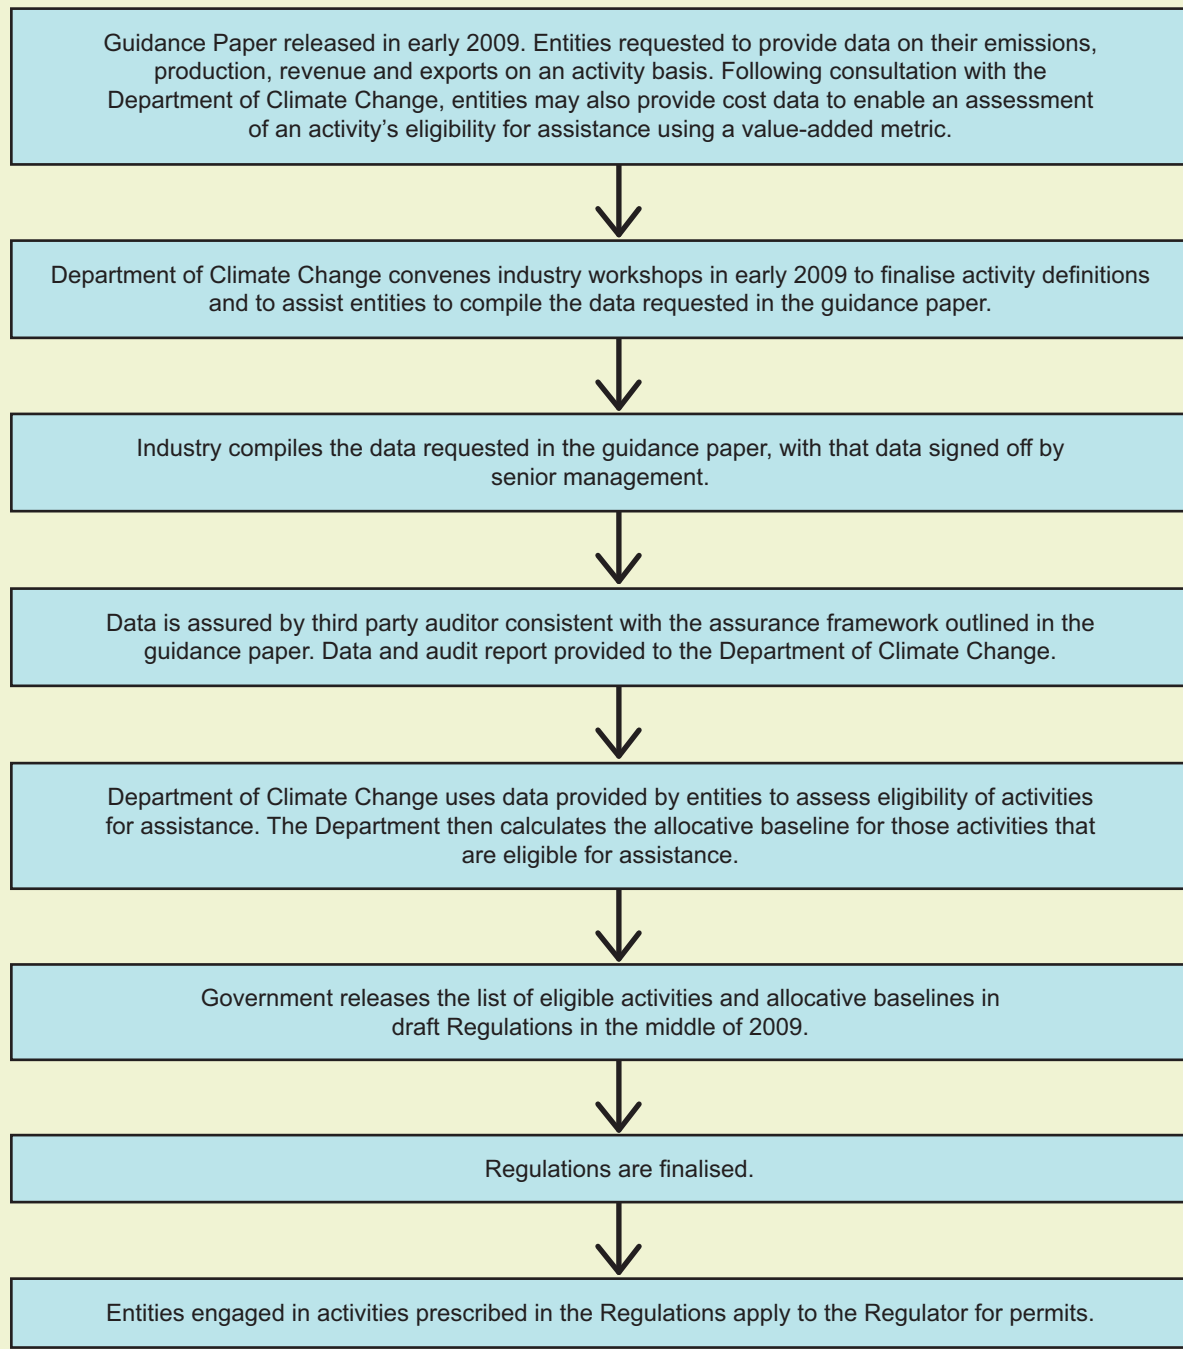 Guidance Paper released in early 2009. Entities requested to provide data on their emissions,
production, revenue and exports on an activity basis. Following consultation with the
Department of Climate Change, entities may also provide cost data to enable an assessment
of an activity’s eligibility for assistance using a value-added metric.
Department of Climate Change convenes industry workshops in early 2009 to finalise activity definitions
and to assist entities to compile the data requested in the guidance paper.
Industry compiles the data requested in the guidance paper, with that data signed off by
senior management.
Data is assured by third party auditor consistent with the assurance framework outlined in the
guidance paper. Data and audit report provided to the Department of Climate Change.
Department of Climate Change uses data provided by entities to assess eligibility of activities
for assistance. The Department then calculates the allocative baseline for those activities that
are eligible for assistance.
Government releases the list of eligible activities and allocative baselines in
draft Regulations in the middle of 2009.
Regulations are finalised.
Entities engaged in activities prescribed in the Regulations apply to the Regulator for permits.